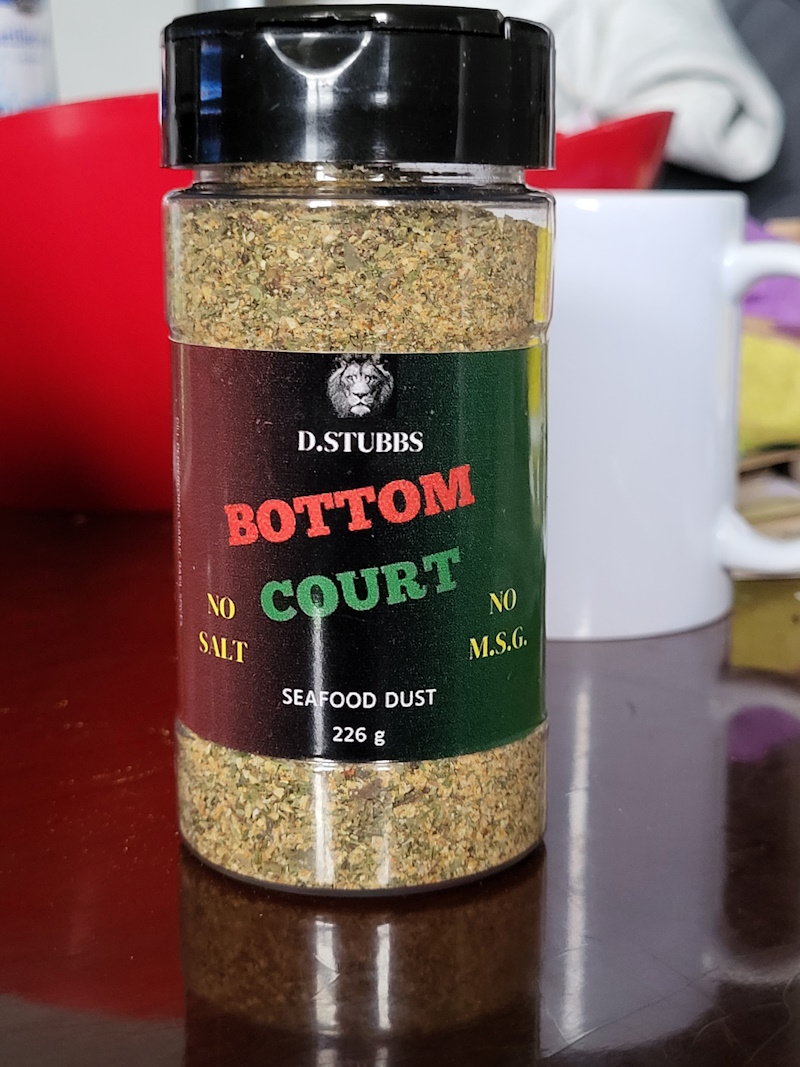 D.STUBBS
BOTTOM
COURT
NO
SALT
NO
M.S.G.
SEAFOOD DUST
226 g